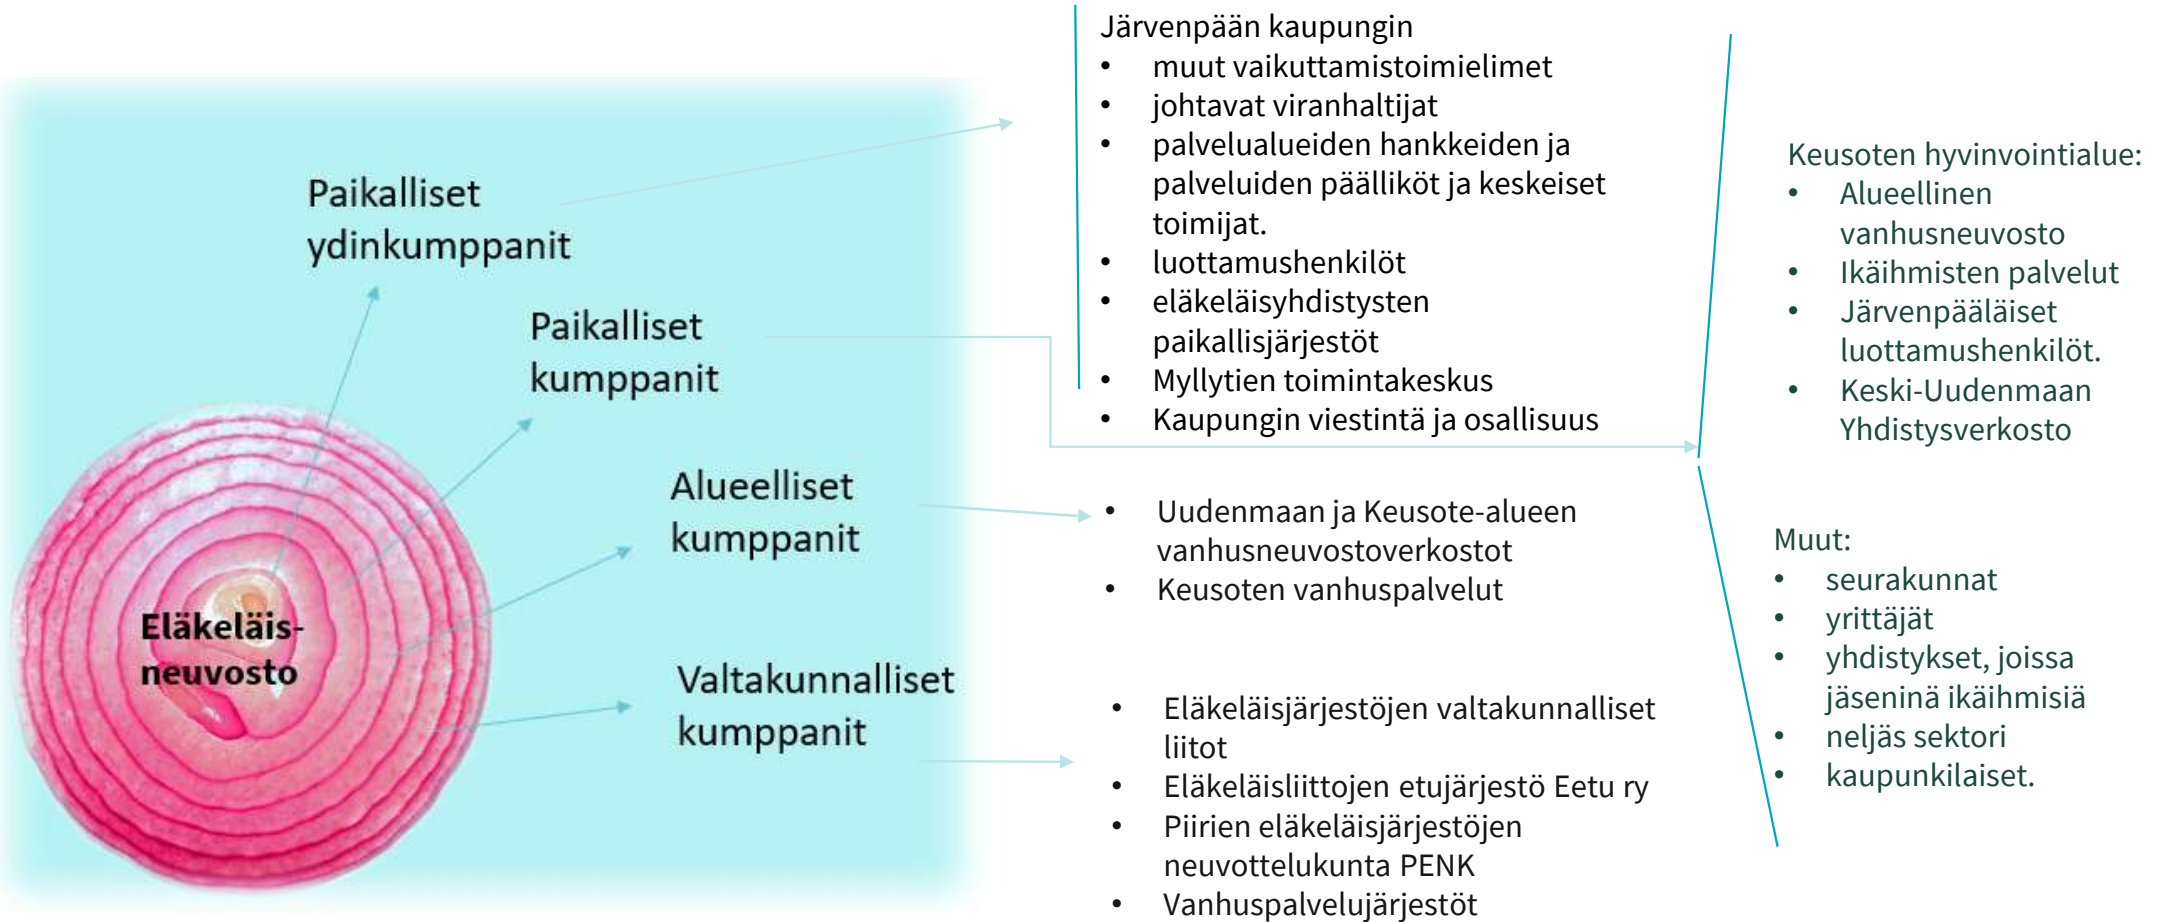 Paikalliset
ydinkumppanit
Paikalliset
kumppanit
Alueelliset
kumppanit
Valtakunnalliset
kumppanit
Eläkeläis-
neuvosto
Järvenpään kaupungin
• muut vaikuttamistoimielimet
• johtavat viranhaltijat
• palvelualueiden hankkeiden ja
palveluiden päälliköt ja keskeiset
toimijat.
• luottamushenkilöt
• eläkeläisyhdistysten
paikallisjärjestöt
• Myllytien toimintakeskus
• Kaupungin viestintä ja osallisuus
• Uudenmaan ja Keusote-alueen
vanhusneuvostoverkostot
• Keusoten vanhuspalvelut
• Eläkeläisjärjestöjen valtakunnalliset
liitot
• Eläkeläisliittojen etujärjestö Eetu ry
• Piirien eläkeläisjärjestöjen
neuvottelukunta PENK
• Vanhuspalvelujärjestöt
Keusoten hyvinvointialue:
• Alueellinen
vanhusneuvosto
• Ikäihmisten palvelut
• Järvenpääläiset
luottamushenkilöt.
• Keski-Uudenmaan
Yhdistysverkosto
Muut:
• seurakunnat
• yrittäjät
• yhdistykset, joissa
jäseninä ikäihmisiä
• neljäs sektori
• kaupunkilaiset.